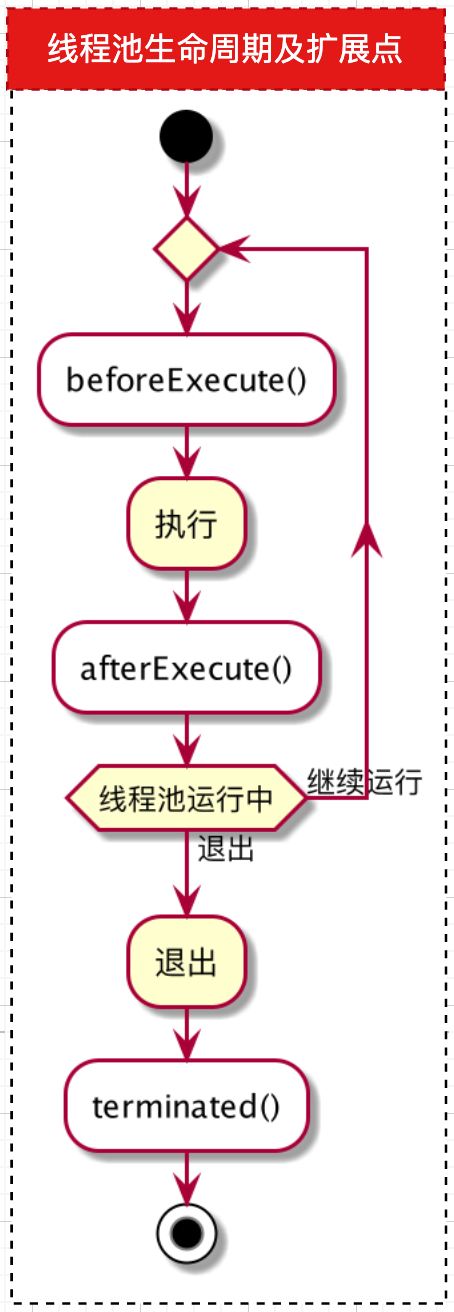 线程池生命周期及扩展点
beforeExecute()
执行
afterExecute()
线程池运行中
继续运行
退出
退出
terminated()